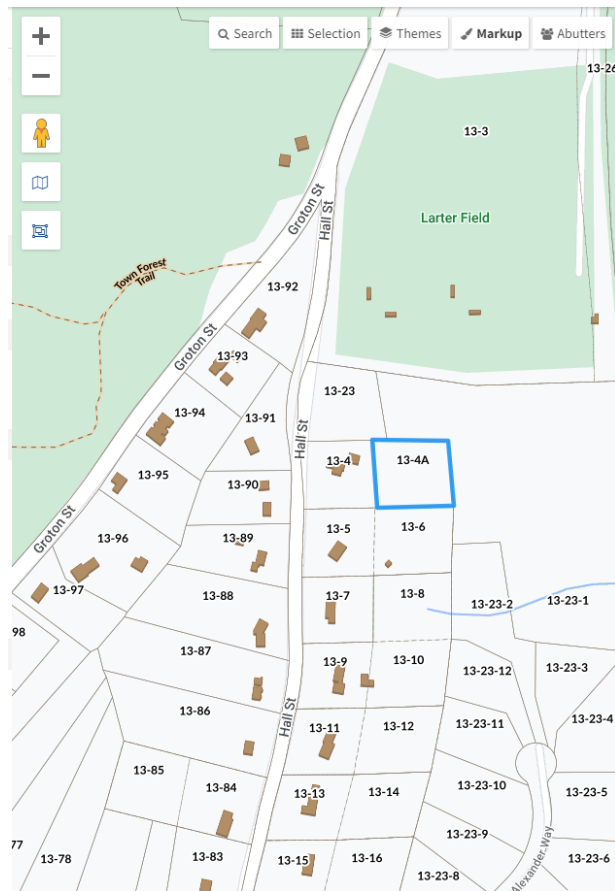 +
Search
Selection
Themes
Markup
Abutters
−
13-26
13-3
Groton St
Hall St
Larter Field
Town Forest
Trail
13-92
Groton St
13-93
13-23
13-94
13-91
Hall St
13-4
13-4A
13-95
13-90
Groton St
13-96
13-89
13-5
13-6
13-97
13-88
13-7
13-8
13-23-2
13-23-1
98
13-87
13-9
13-10
13-23-12
13-23-3
13-86
Hall St
13-11
13-12
13-23-11
13-23-4
13-85
13-84
13-13
13-14
13-23-10
13-23-5
13-23-9
77
13-78
13-83
13-15
13-16
13-23-8
Alexander Way
13-23-6